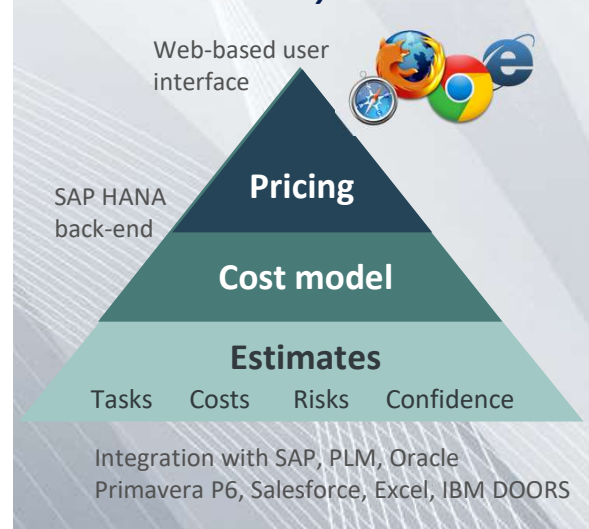 Web-based user
interface
Pricing
SAP HANA
back-end
Cost model
Estimates
Tasks Costs Risks Confidence
Integration with SAP, PLM, Oracle
Primavera P6, Salesforce, Excel, IBM DOORS